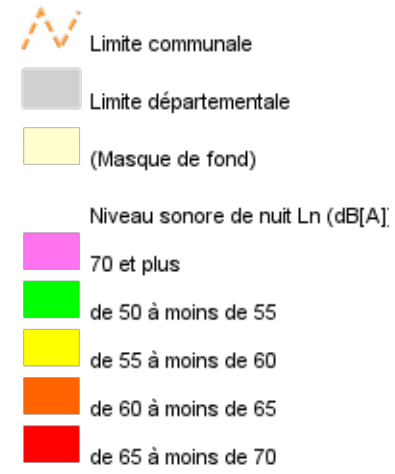 Limite communale
Limite départementale
(Masque de fond)
Niveau sonore de nuit Ln (dB[A]
70 et plus
de 50 à moins de 55
de 55 à moins de 60
de 60 à moins de 65
de 65 à moins de 70